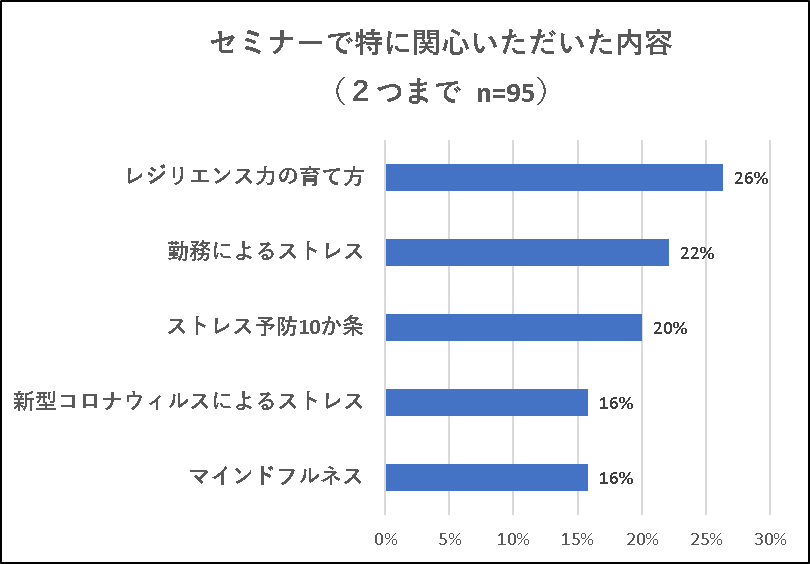 セミナーで特に関心いただいた内容
（２つまで n=95）
レジリエンス力の育て方 26%
勤務によるストレス 22%
ストレス予防10か条 20%
新型コロナウィルスによるストレス 16%
マインドフルネス 16%
0% 5% 10% 15% 20% 25% 30%